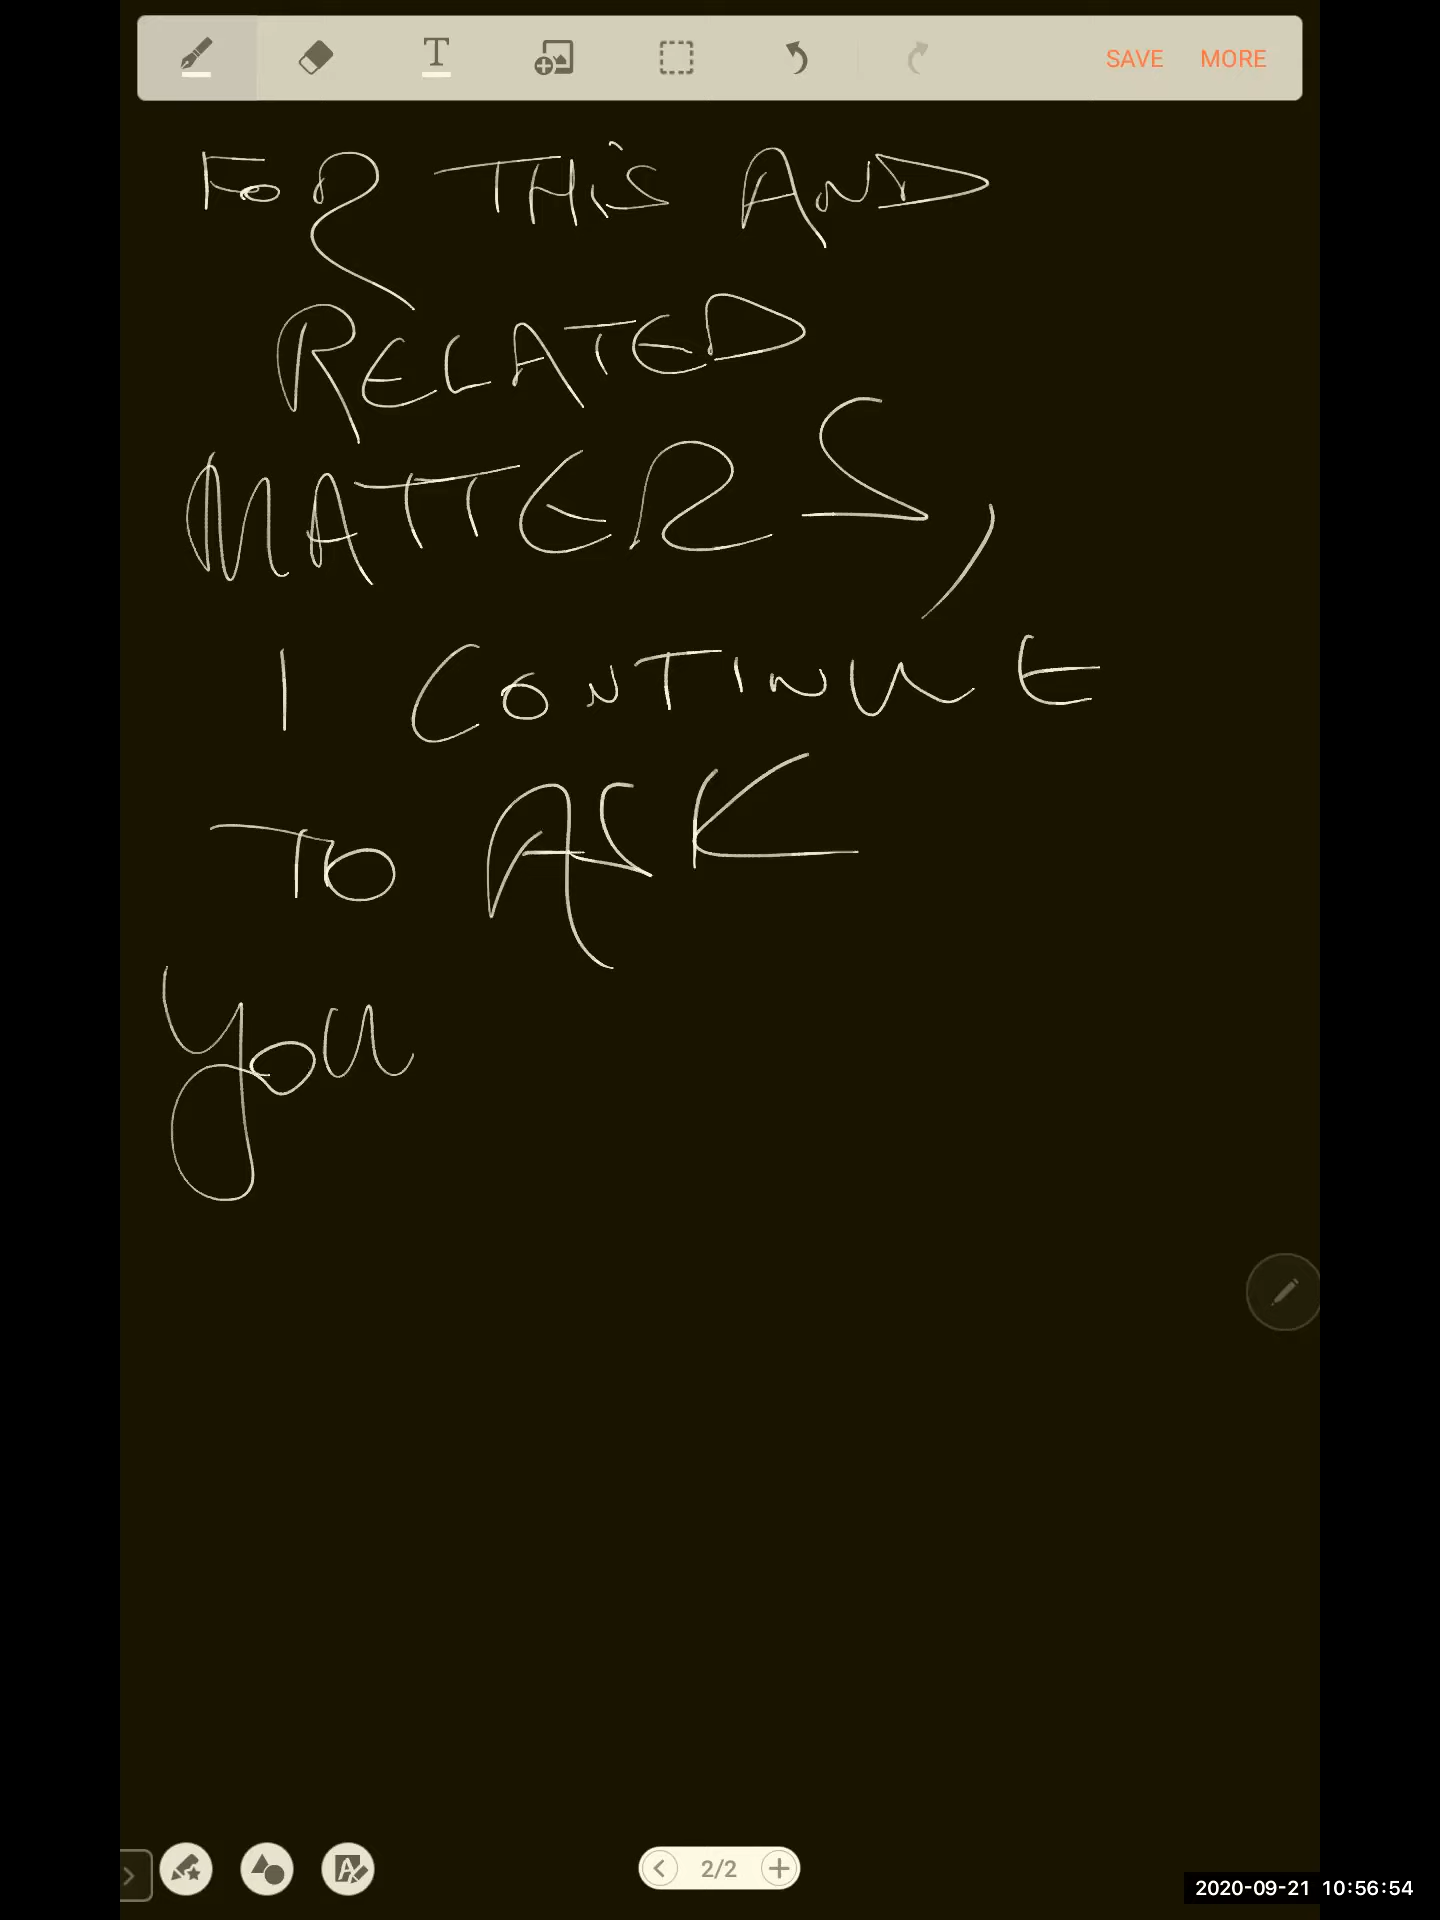 T
SAVE MORE
FOR THiS AND
RELATED
MATTERS,
I CONTINUE
TO ASK
YOU
2/2
2020-09-21 10:56:54